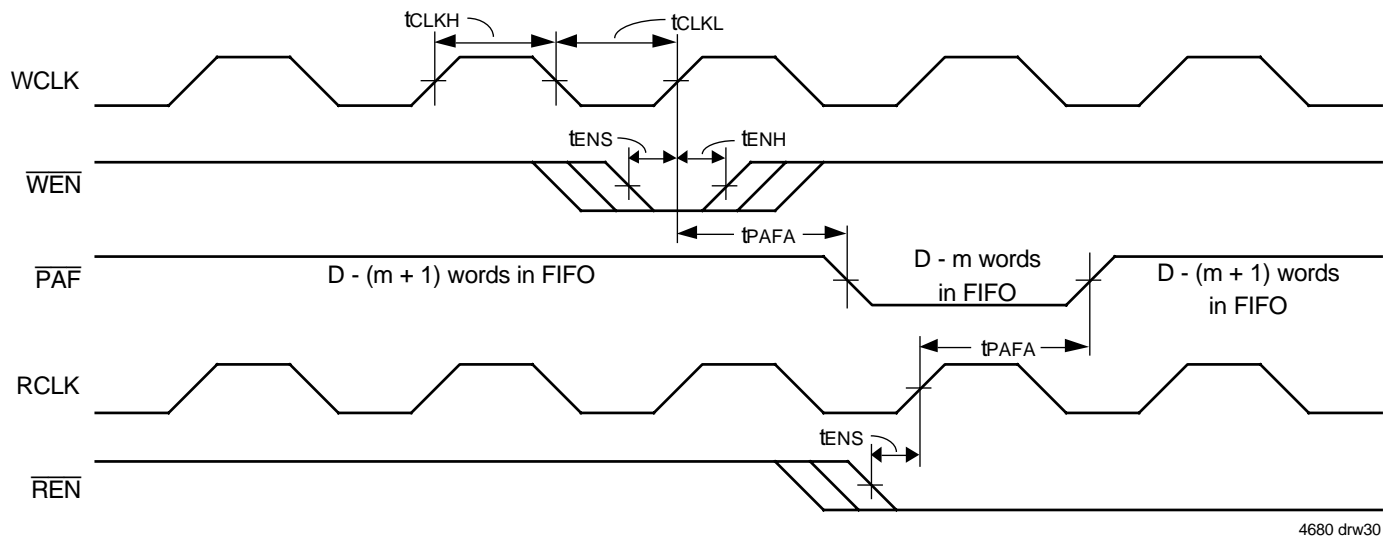 tCLKH
tCLKL
WCLK
tENS
tENH
WEN
tPAFA
PAF
D - (m + 1) words in FIFO
D - m words
in FIFO
D - (m + 1) words
in FIFO
tPAFA
RCLK
tENS
REN
4680 drw30